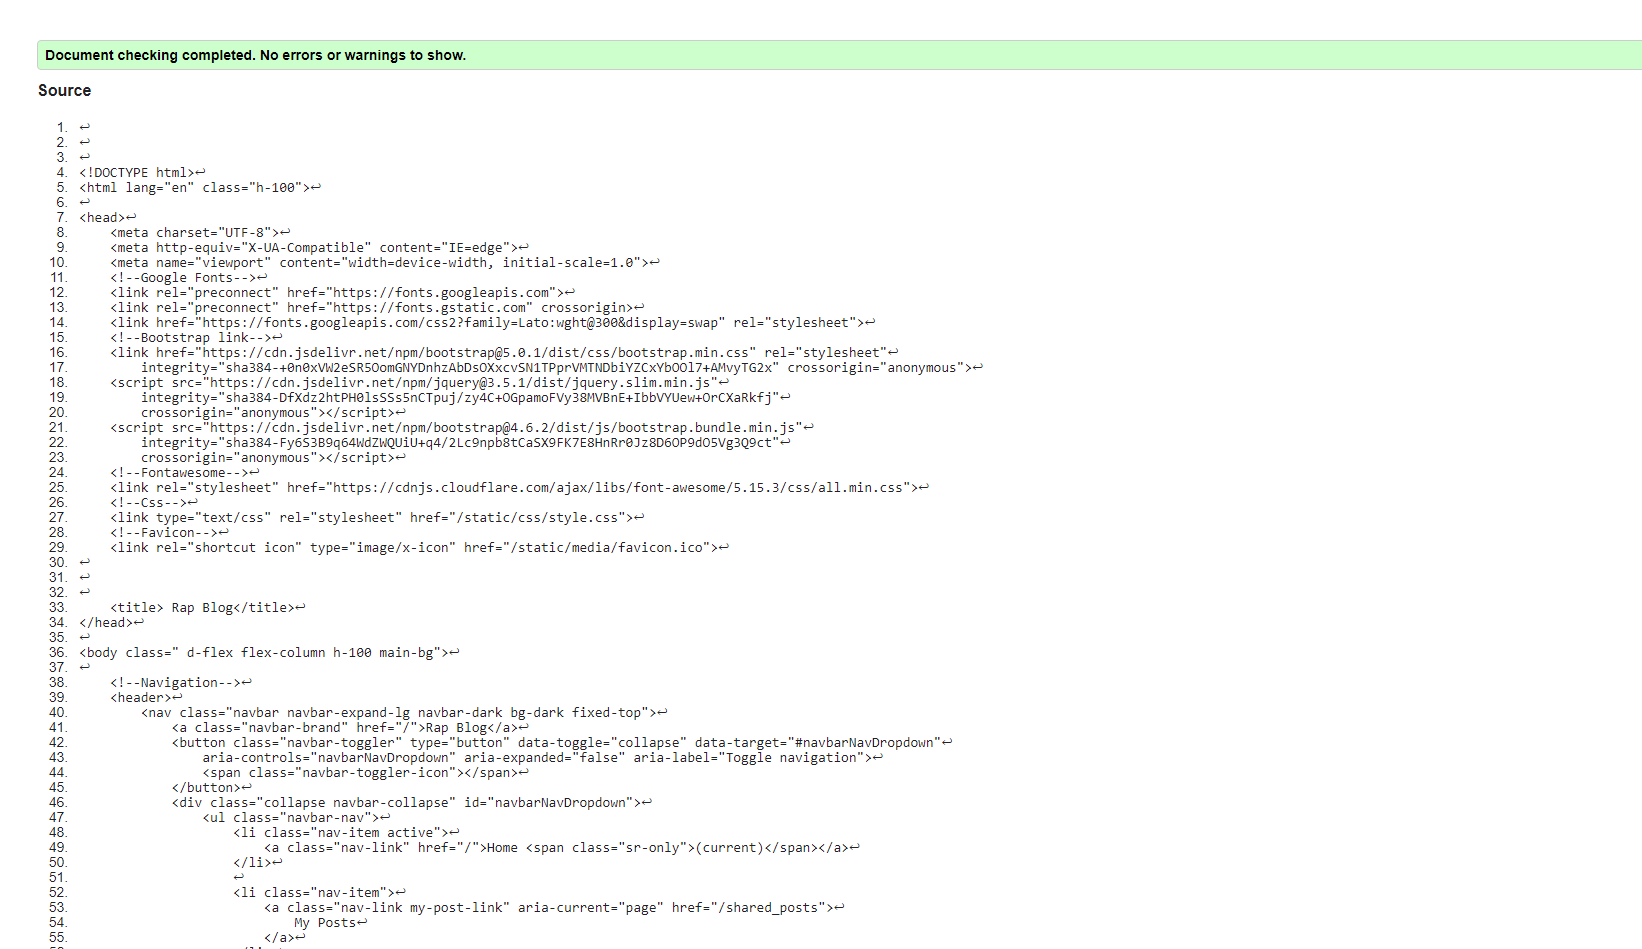 Document checking completed. No errors or warnings to show.
Source
1. ↩
2. ↩
3. ↩
4. <!DOCTYPE html>↩
5. <html lang="en" class="h-100">↩
6. ↩
7. <head>↩
8. <meta charset="UTF-8">↩
9. <meta http-equiv="X-UA-Compatible" content="IE=edge">↩
10. <meta name="viewport" content="width=device-width, initial-scale=1.0">↩
11. <!--Google Fonts-->↩
12. <link rel="preconnect" href="https://fonts.googleapis.com">↩
13. <link rel="preconnect" href="https://fonts.gstatic.com" crossorigin>↩
14. <link href="https://fonts.googleapis.com/css2?family=Lato:wght@300&display=swap" rel="stylesheet">↩
15. <!--Bootstrap link-->↩
16. <link href="https://cdn.jsdelivr.net/npm/bootstrap@5.0.1/dist/css/bootstrap.min.css" rel="stylesheet"↩
17. integrity="sha384-+0n0xVW2eSR5OomGNYDnhzAbDsOXxcvSN1TPprVMTNDbiYZCxYbOOl7+AMvyTG2x" crossorigin="anonymous">↩
18. <script src="https://cdn.jsdelivr.net/npm/jquery@3.5.1/dist/jquery.slim.min.js"↩
19. integrity="sha384-DfXdz2htPH0lsSSs5nCTpuj/zy4C+OGpamoFVy38MVBnE+IbbVYUew+OrCXaRkfj"↩
20. crossorigin="anonymous"></script>↩
21. <script src="https://cdn.jsdelivr.net/npm/bootstrap@4.6.2/dist/js/bootstrap.bundle.min.js"↩
22. integrity="sha384-Fy6S3B9q64WdZWQUiU+q4/2Lc9npb8tCaSX9FK7E8HnRr0Jz8D6OP9dO5Vg3Q9ct"↩
23. crossorigin="anonymous"></script>↩
24. <!--Fontawesome-->↩
25. <link rel="stylesheet" href="https://cdnjs.cloudflare.com/ajax/libs/font-awesome/5.15.3/css/all.min.css">↩
26. <!--Css-->↩
27. <link type="text/css" rel="stylesheet" href="/static/css/style.css">↩
28. <!--Favicon-->↩
29. <link rel="shortcut icon" type="image/x-icon" href="/static/media/favicon.ico">↩
30. ↩
31. ↩
32. ↩
33. <title> Rap Blog</title>↩
34. </head>↩
35. ↩
36. <body class=" d-flex flex-column h-100 main-bg">↩
37. ↩
38. <!--Navigation-->↩
39. <header>↩
40. <nav class="navbar navbar-expand-lg navbar-dark bg-dark fixed-top">↩
41. <a class="navbar-brand" href="/">Rap Blog</a>↩
42. <button class="navbar-toggler" type="button" data-toggle="collapse" data-target="#navbarNavDropdown"↩
43. aria-controls="navbarNavDropdown" aria-expanded="false" aria-label="Toggle navigation">↩
44. <span class="navbar-toggler-icon"></span>↩
45. </button>↩
46. <div class="collapse navbar-collapse" id="navbarNavDropdown">↩
47. <ul class="navbar-nav">↩
48. <li class="nav-item active">↩
49. <a class="nav-link" href="/">Home <span class="sr-only">(current)</span></a>↩
50. </li>↩
51. ↩
52. <li class="nav-item">↩
53. <a class="nav-link my-post-link" aria-current="page" href="/shared_posts">↩
54. My Posts↩
55. </a>↩